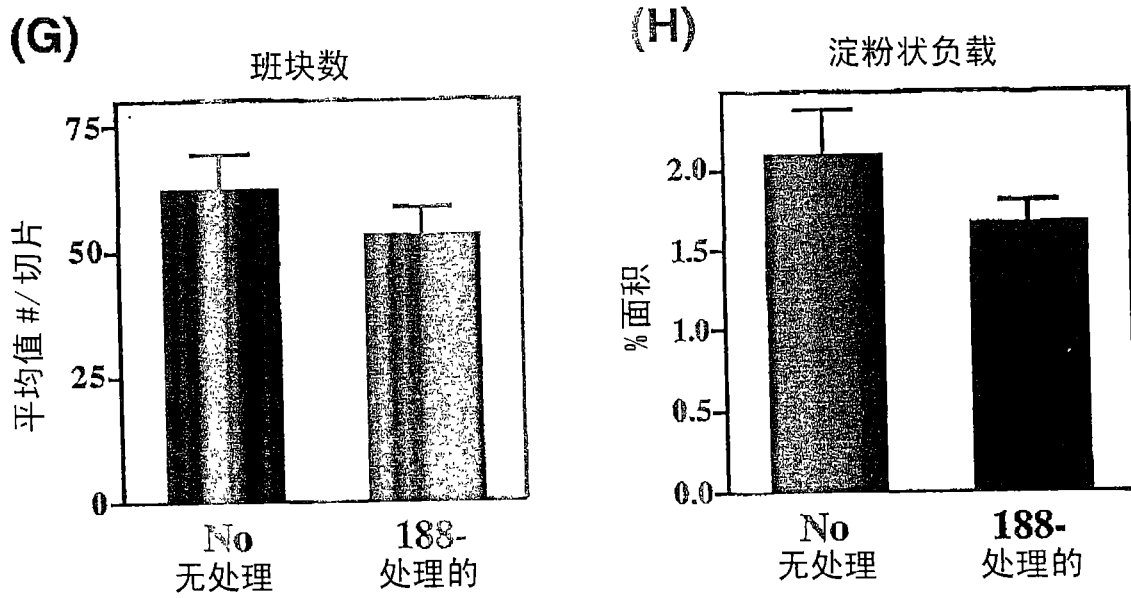 (G)
班块数
平均值 #/切片
75
50
25
0
No
无处理
188-
处理的
(H)
淀粉状负载
% 面积
2.0
1.5
1.0
0.5
0.0
No
无处理
188-
处理的